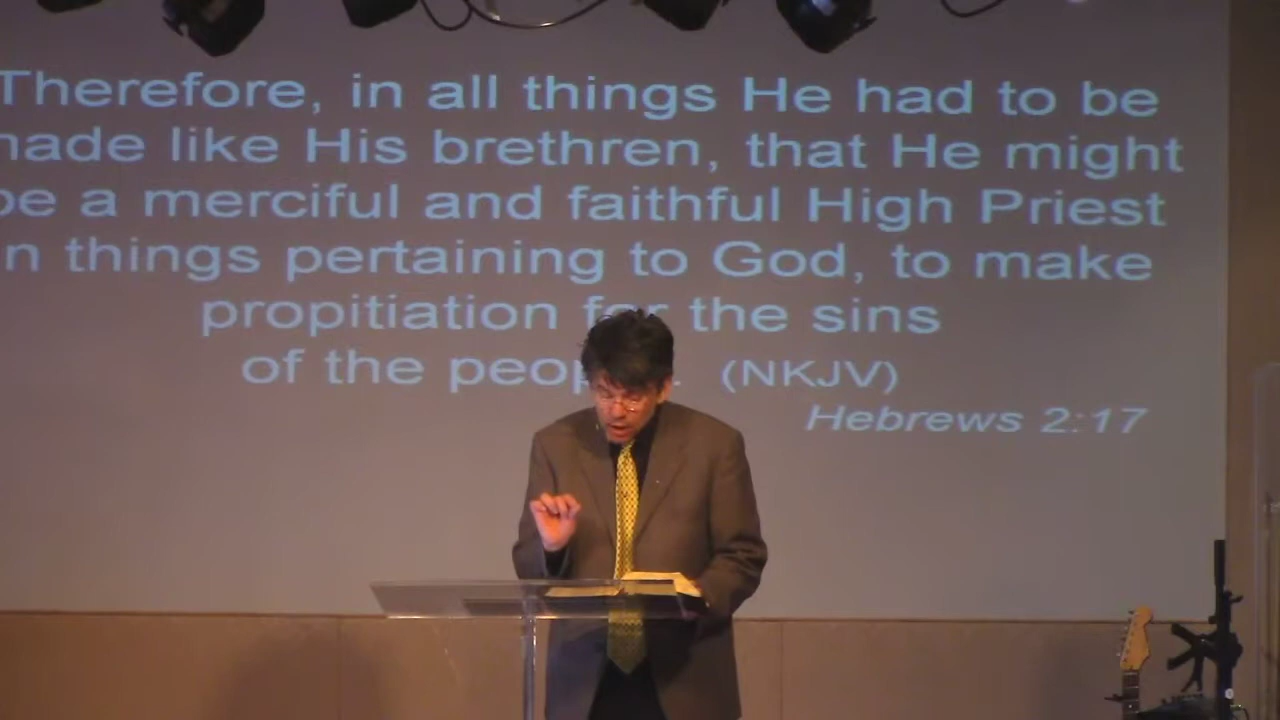 Therefore, in all things He had to be
made like His brethren, that He might
be a merciful and faithful High Priest
in things pertaining to God, to make
propitiation for the sins
of the people. (NKJV)
Hebrews 2:17